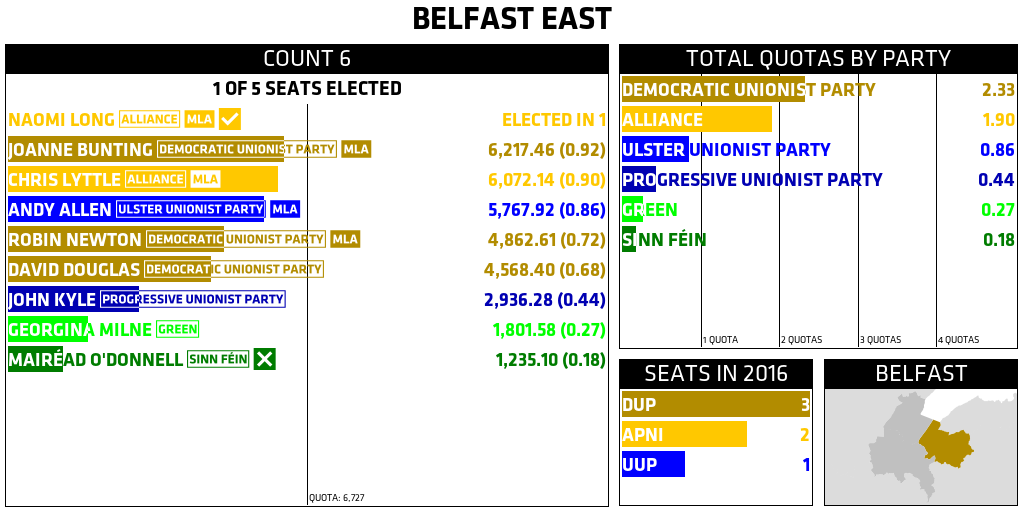 BELFAST EAST
COUNT 6
1 OF 5 SEATS ELECTED
NAOMI LONG ALLIANCE MLA ELECTED IN 1
JOANNE BUNTING DEMOCRATIC UNIONIST PARTY MLA 6,217.46 (0.92)
CHRIS LYTTLE ALLIANCE MLA 6,072.14 (0.90)
ANDY ALLEN ULSTER UNIONIST PARTY MLA 5,767.92 (0.86)
ROBIN NEWTON DEMOCRATIC UNIONIST PARTY MLA 4,862.61 (0.72)
DAVID DOUGLAS DEMOCRATIC UNIONIST PARTY 4,568.40 (0.68)
JOHN KYLE PROGRESSIVE UNIONIST PARTY 2,936.28 (0.44)
GEORGINA MILNE GREEN 1,801.58 (0.27)
MAIRÉAD O'DONNELL SINN FÉIN 1,235.10 (0.18)
QUOTA: 6,727
TOTAL QUOTAS BY PARTY
DEMOCRATIC UNIONIST PARTY 2.33
ALLIANCE 1.90
ULSTER UNIONIST PARTY 0.86
PROGRESSIVE UNIONIST PARTY 0.44
GREEN 0.27
SINN FÉIN 0.18
1 QUOTA 2 QUOTAS 3 QUOTAS 4 QUOTAS
SEATS IN 2016
DUP 3
APNI 2
UUP 1
BELFAST